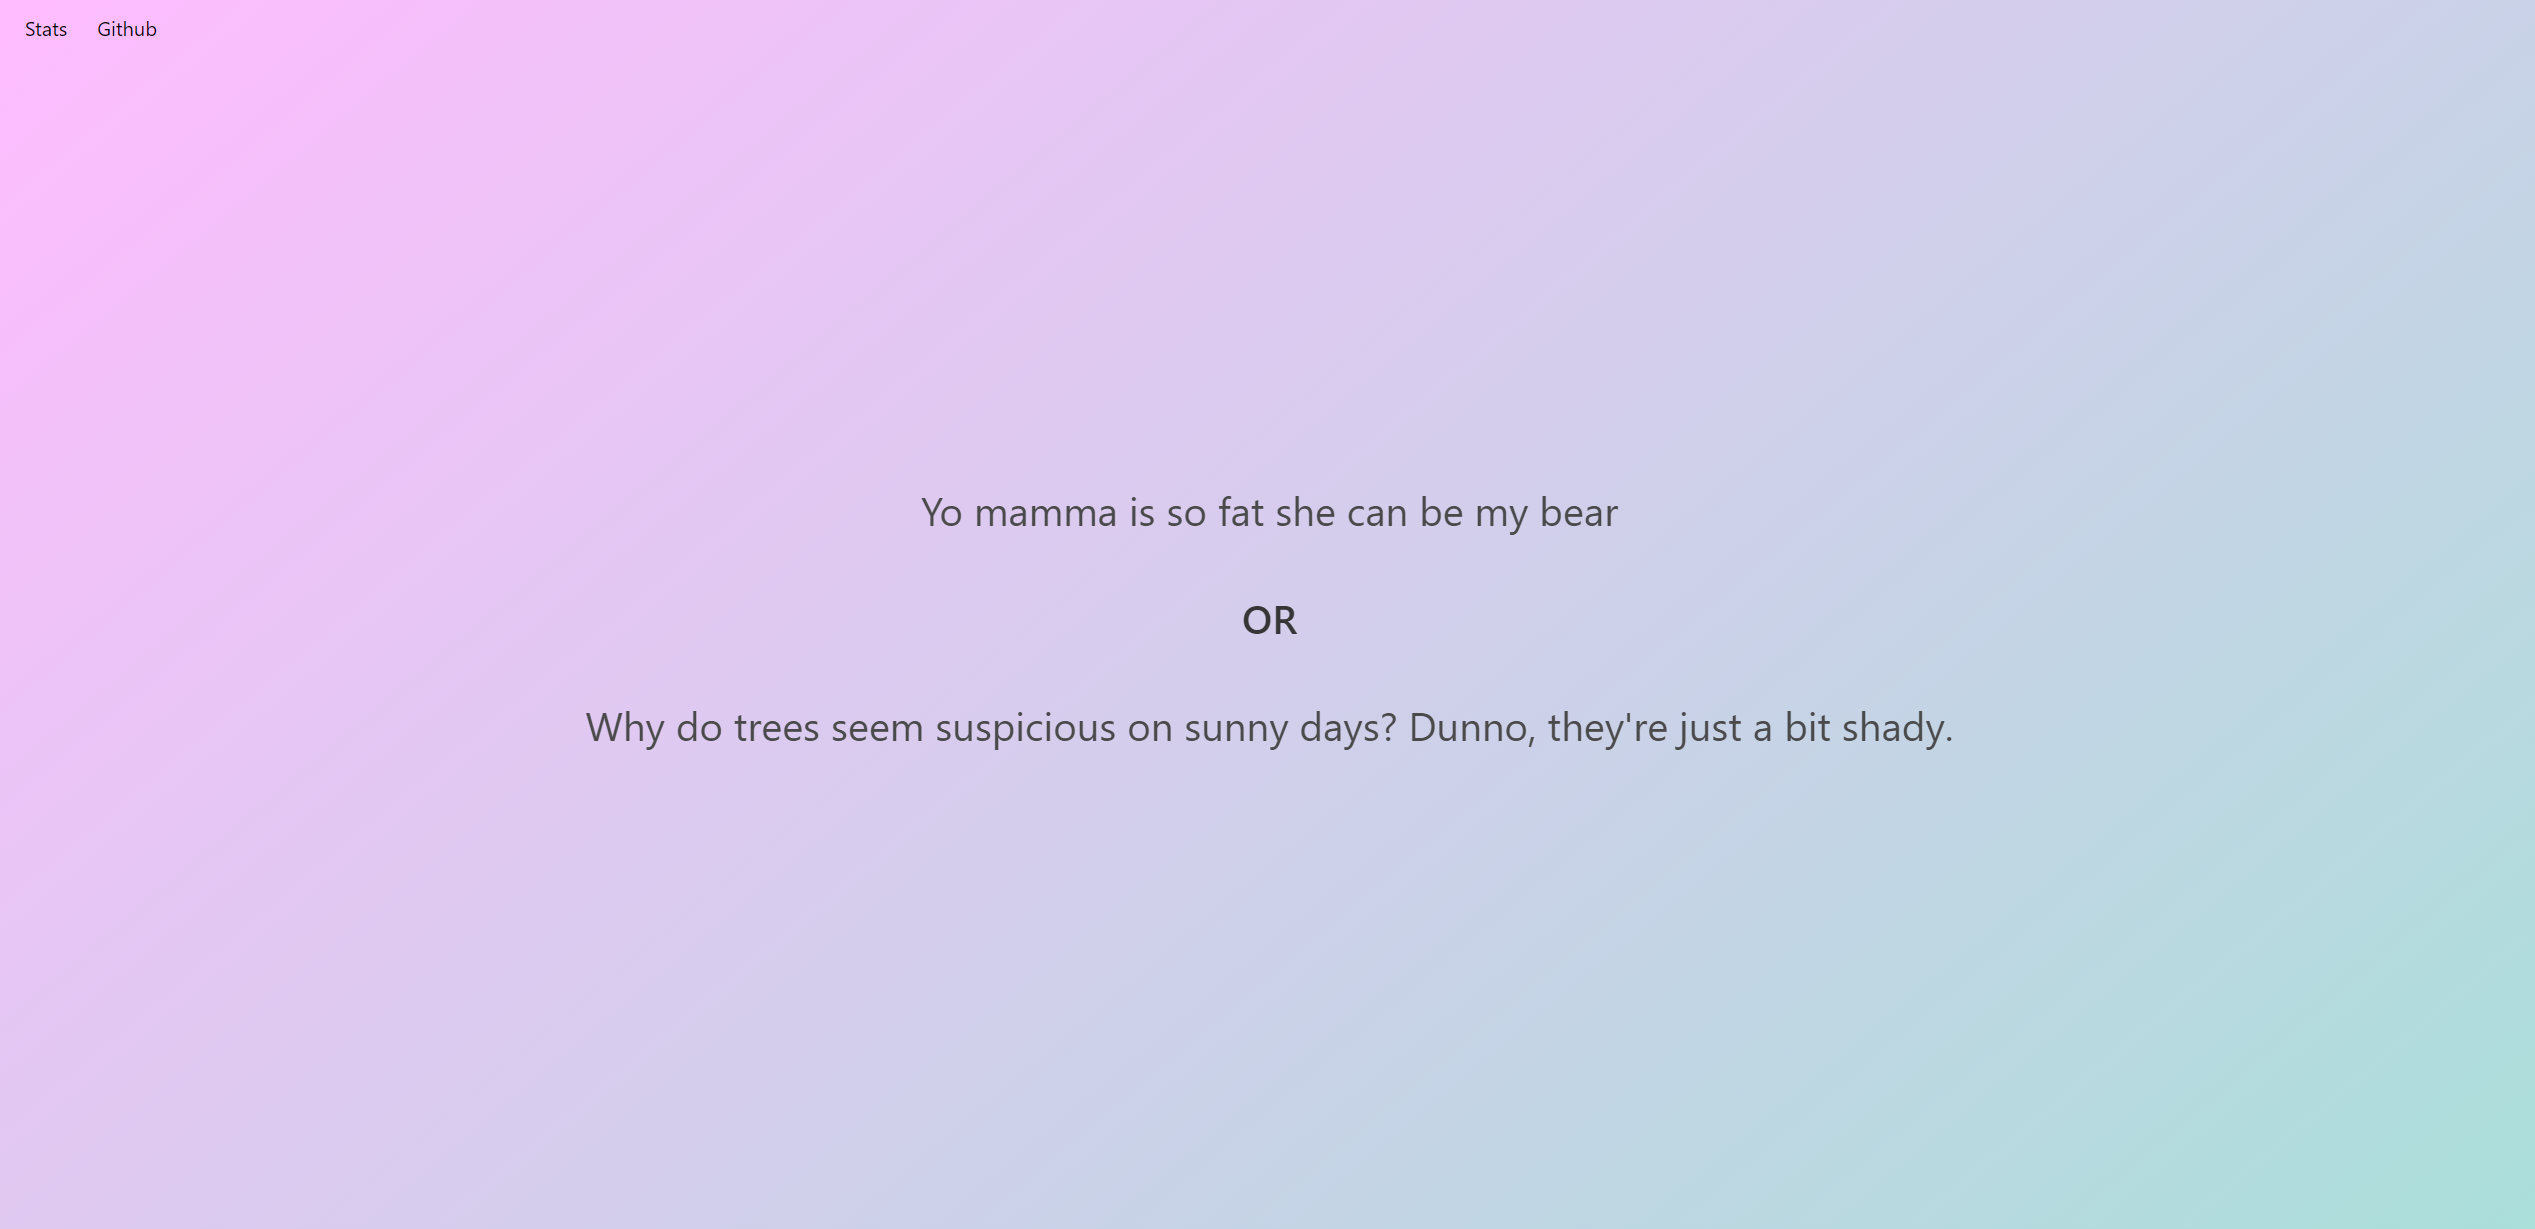 Stats Github
Yo mamma is so fat she can be my bear
OR
Why do trees seem suspicious on sunny days? Dunno, they're just a bit shady.